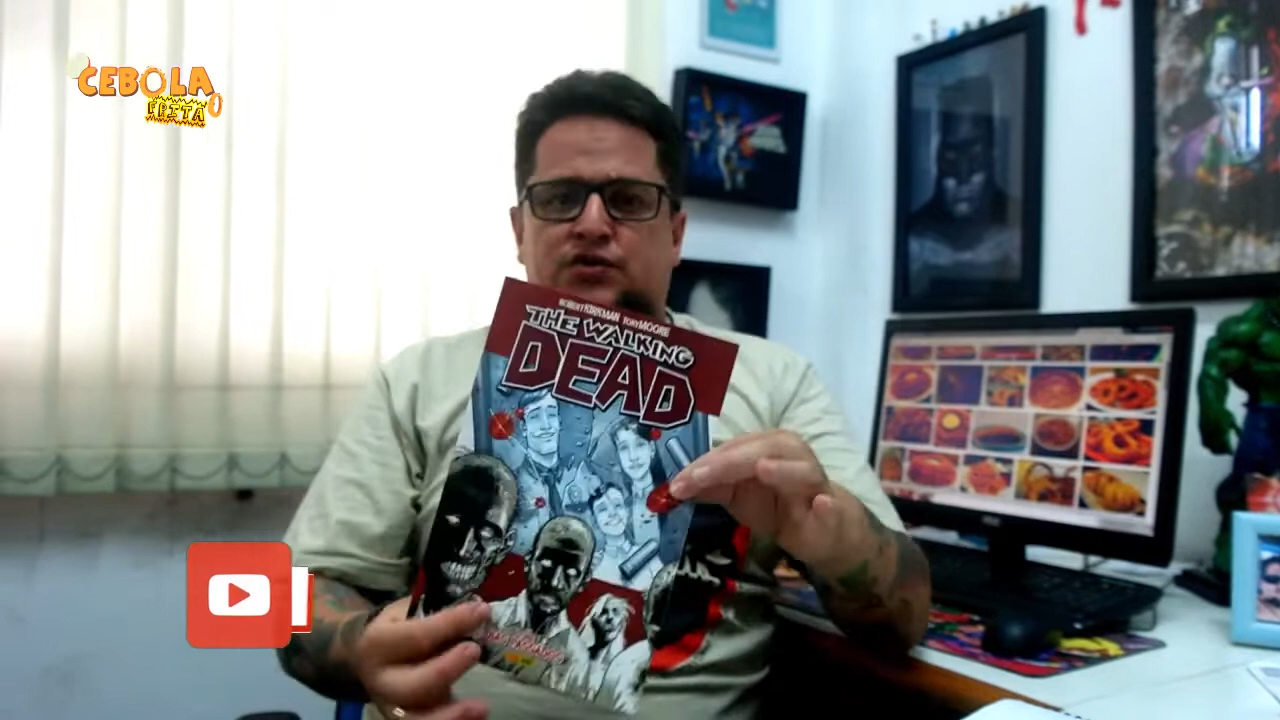 CEBOLA
FRITA
ROBERT KIRKMAN TONY MOORE
THE WALKING
DEAD